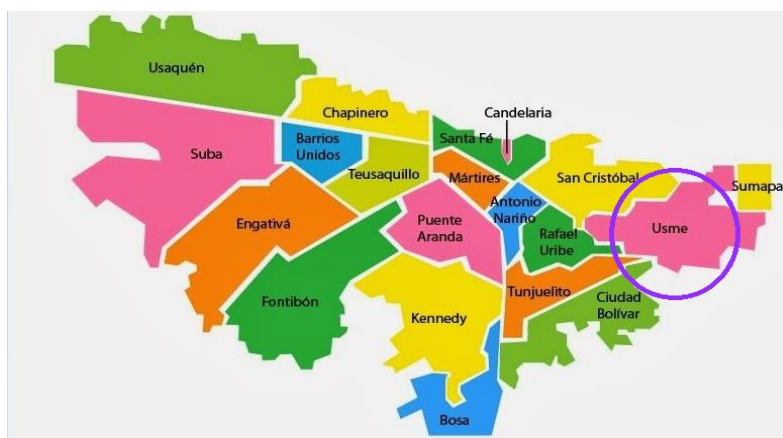 Usaquén
Chapinero
Candelaria
Santa Fé
Suba
Barrios
Unidos
Teusaquillo
Mártires
San Cristóbal
Sumapa
Antonio
Nariño
Engativá
Puente
Aranda
Rafael
Uribe
Usme
Fontibón
Kennedy
Tunjuelito
Ciudad
Bolívar
Bosa